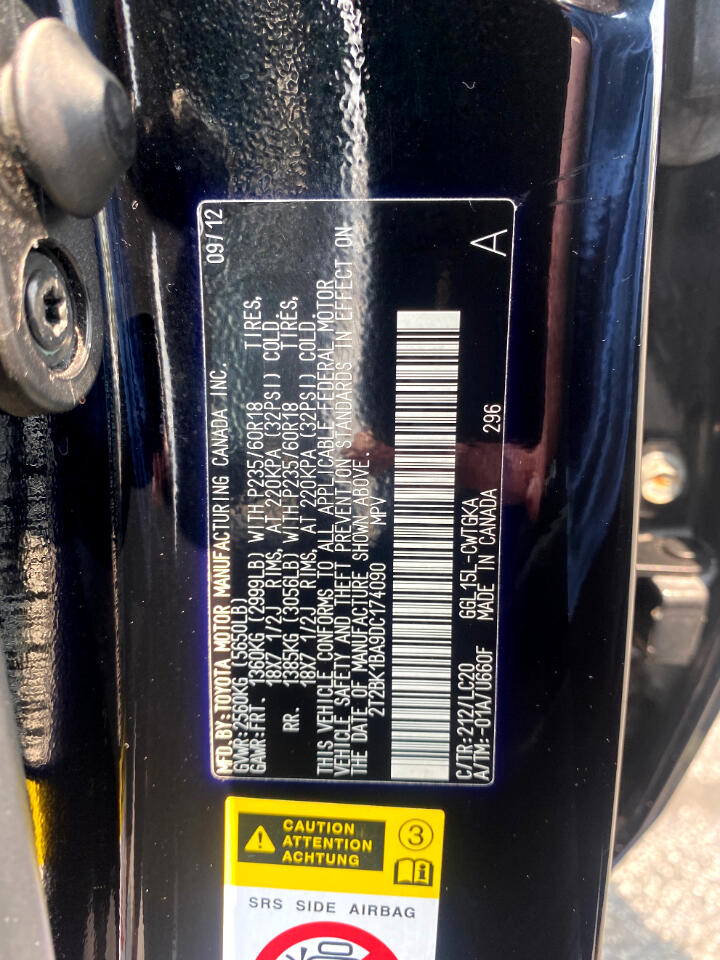 MFD.BY:TOYOTA MOTOR MANUFACTURING CANADA INC. 09/12
GVWR:2560KG (5650LB)
GAWR:FRT. 1360KG (2999LB) WITH P235/60R18 TIRES,
18X7 1/2J RIMS, AT 220KPA (32PSI) COLD.
RR. 1385KG (3056LB) WITH P235/60R18 TIRES,
18X7 1/2J RIMS, AT 220KPA (32PSI) COLD.
THIS VEHICLE CONFORMS TO ALL APPLICABLE FEDERAL MOTOR
VEHICLE SAFETY AND THEFT PREVENTION STANDARDS IN EFFECT ON
THE DATE OF MANUFACTURE SHOWN ABOVE.
2T2BK1BA9DC174090 MPV
C/TR:212/LC20 GGL15L-CWTGKA 296 A
A/TM:-01A/U660F MADE IN CANADA
CAUTION
ATTENTION
ACHTUNG
3
SRS SIDE AIRBAG